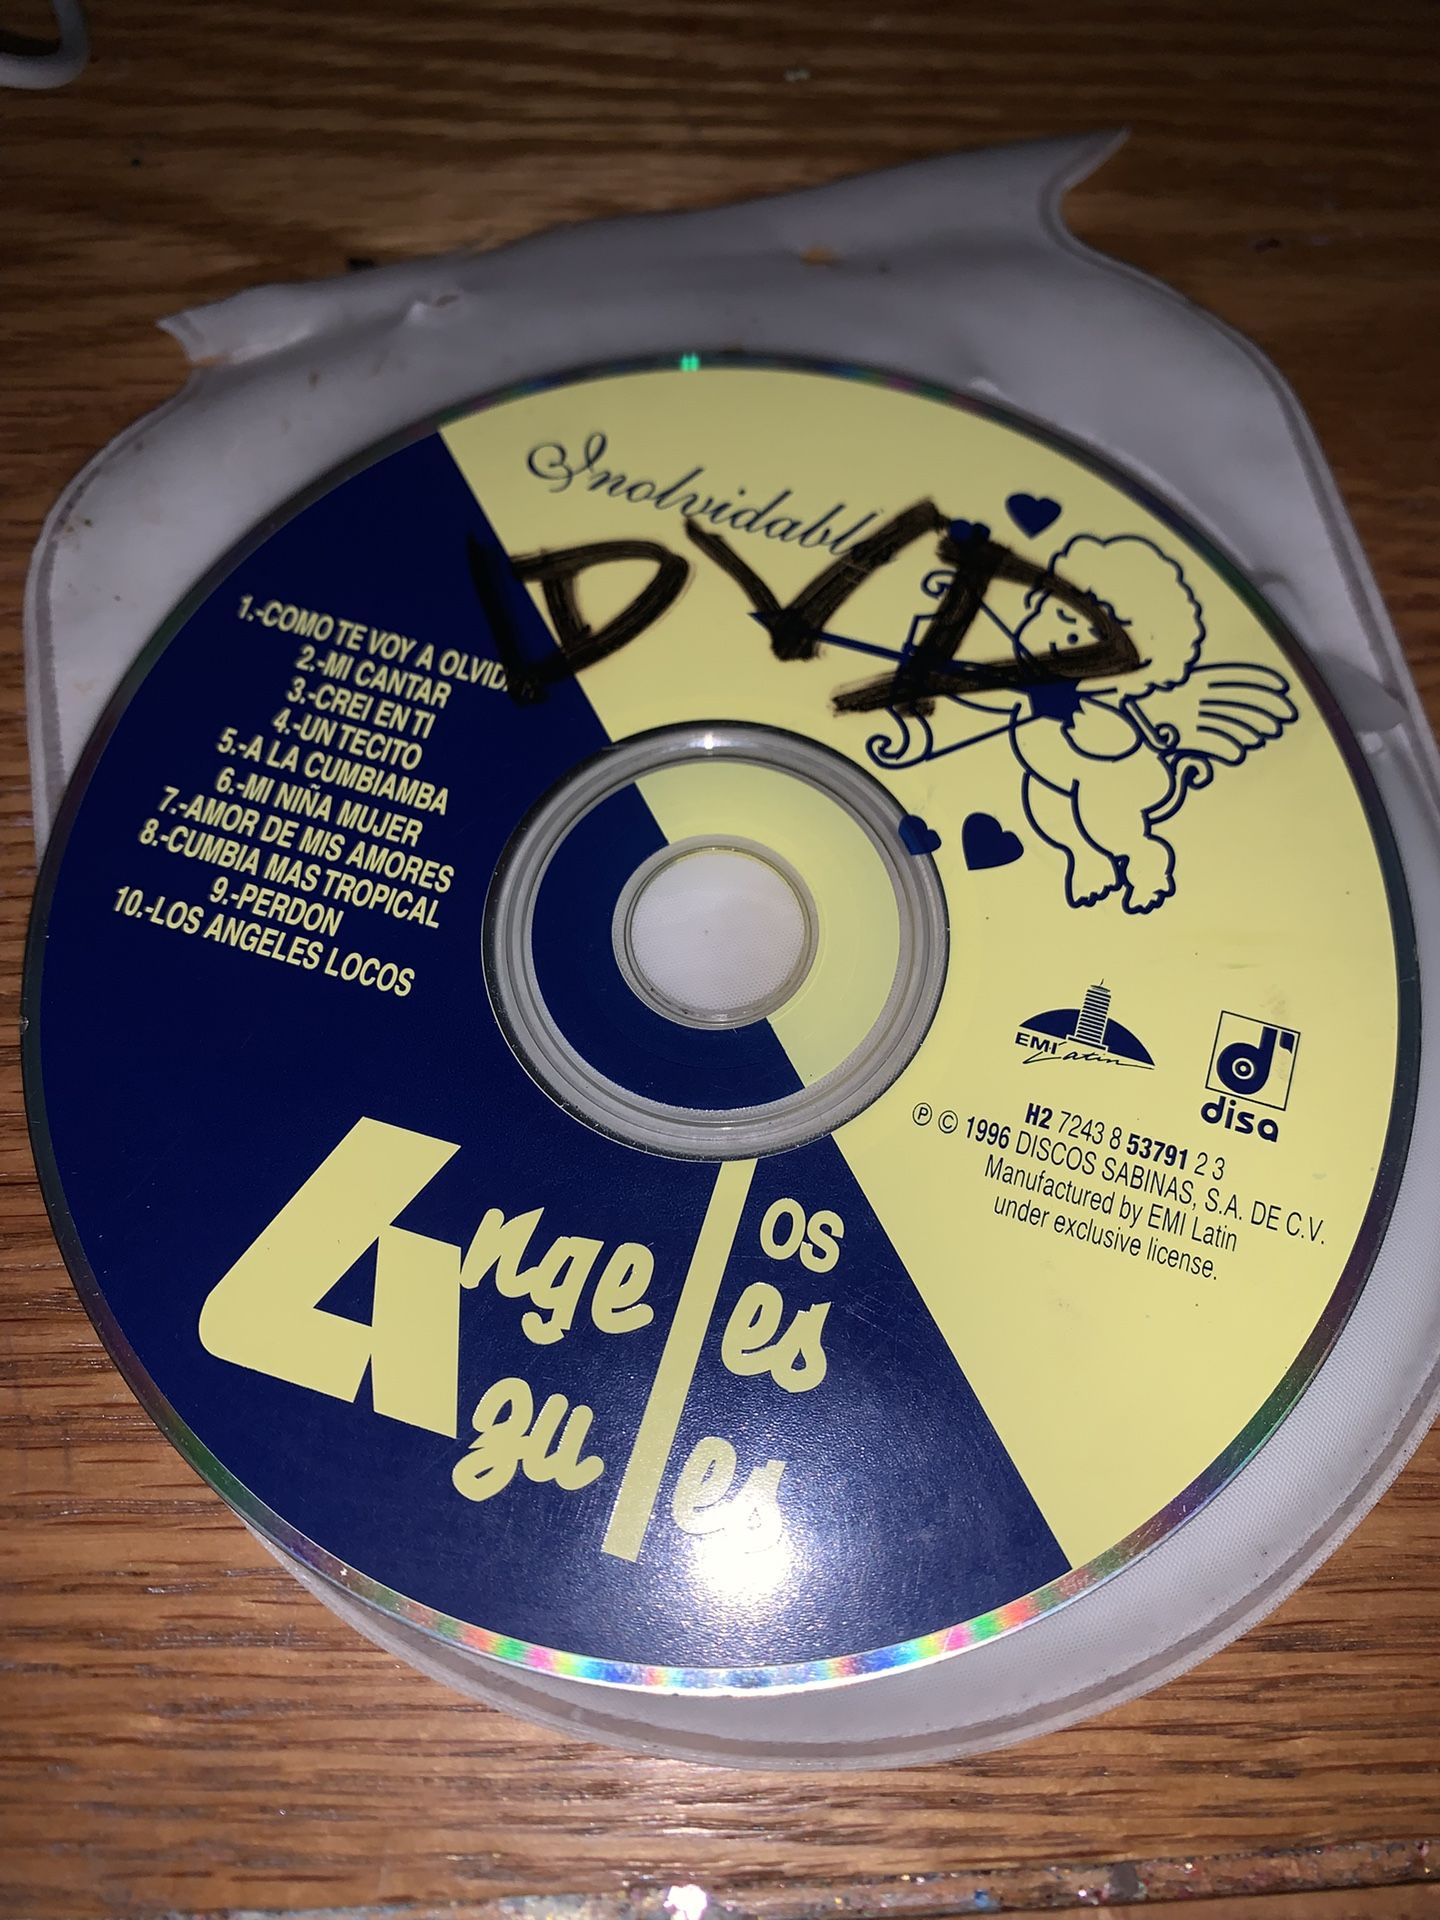 Inolvidable
DVD
1.-COMO TE VOY A OLVIDAR
2.-MI CANTAR
3.-CREI EN TI
4.-UN TECITO
5.-A LA CUMBIAMBA
6.-MI NIÑA MUJER
7.-AMOR DE MIS AMORES
8.-CUMBIA MAS TROPICAL
9.-PERDON
10.-LOS ANGELES LOCOS
EMI Latin
d
disa
H2 7243 8 53791 2 3
Ⓟ © 1996 DISCOS SABINAS, S.A. DE C.V.
Manufactured by EMI Latin
under exclusive license.
Los
Angeles
Azules